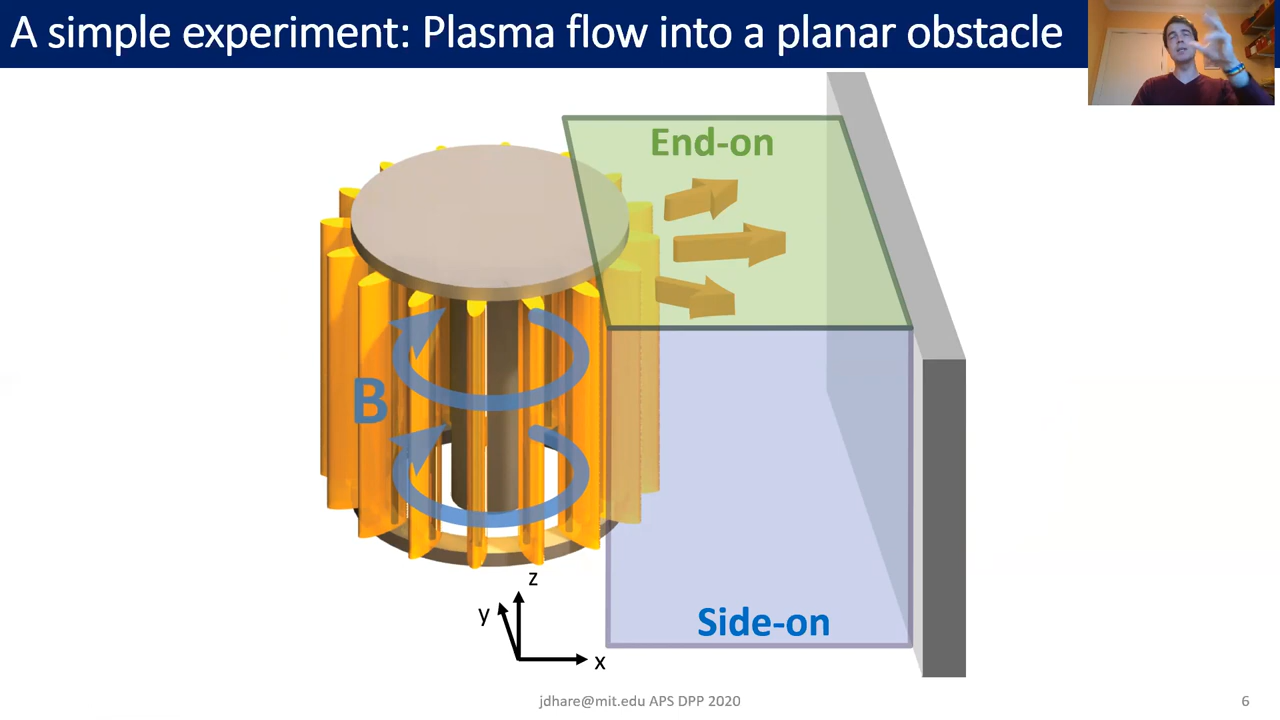 A simple experiment: Plasma flow into a planar obstacle
End-on
B
Side-on
z
y
x
jdhare@mit.edu APS DPP 2020
6